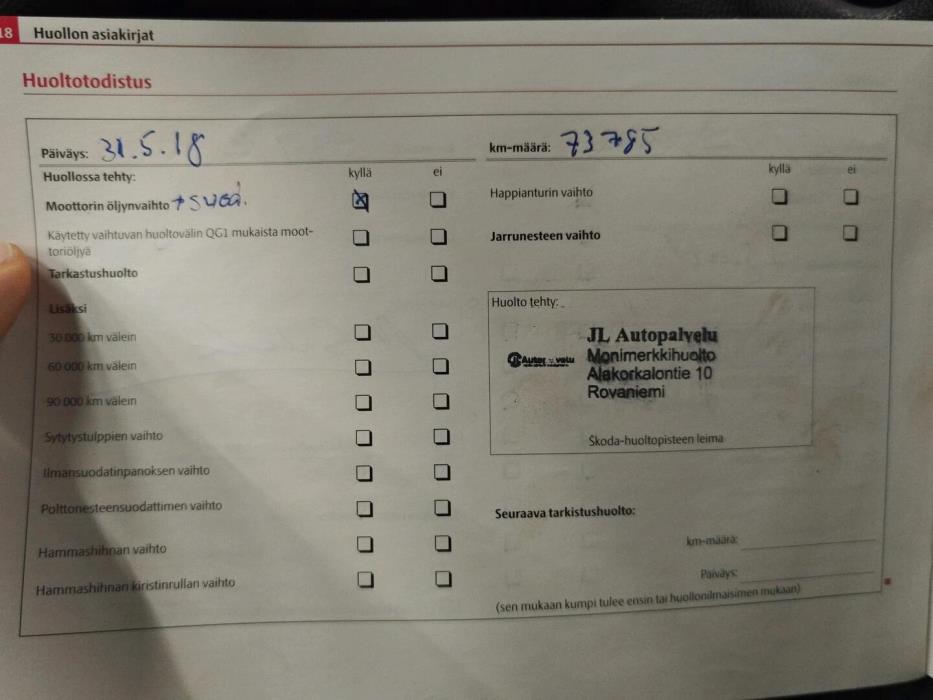 18 Huollon asiakirjat
Huoltotodistus
Päiväys: 31.5.18
km-määrä: 73785
Huollossa tehty: kyllä ei
Moottorin öljynvaihto + suod.
Käytetty vaihtuvan huoltovälin QG1 mukaista moot-
toriöljyä
Tarkastushuolto
Lisäksi
30 000 km välein
60 000 km välein
90 000 km välein
Sytytystulppien vaihto
Ilmansuodatinpanoksen vaihto
Polttonesteensuodattimen vaihto
Hammashihnan vaihto
Hammashihnan kiristinrullan vaihto
kyllä ei
Happianturin vaihto
Jarrunesteen vaihto
Huolto tehty:
JL Autopalvelu
Monimerkkihuolto
Alakorkalontie 10
Rovaniemi
Škoda-huoltopisteen leima
Seuraava tarkistushuolto:
km-määrä:
Päiväys:
(sen mukaan kumpi tulee ensin tai huollonilmaisimen mukaan)